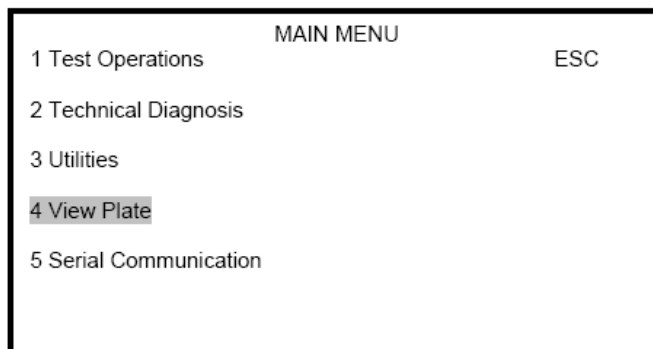 MAIN MENU
1 Test Operations ESC
2 Technical Diagnosis
3 Utilities
4 View Plate
5 Serial Communication